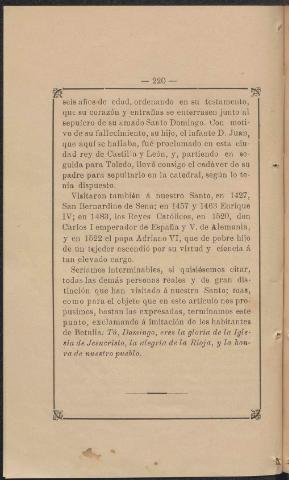 — 220 —
seis años de edad, ordenando en su testamento,
que su corazón y entrañas se enterrasen junto al
sepulcro de su amado Santo Domingo. Con moti-
vo de su fallecimiento, su hijo, el infante D. Juan,
que aquí se hallaba, fué proclamado en esta ciu-
dad rey de Castilla y León, y, partiendo en se-
guida para Toledo, llevó consigo el cadáver de su
padre para sepultarlo en la catedral, según lo te-
nía dispuesto.
Visitaron también á nuestro Santo, en 1427,
San Bernardino de Sena; en 1457 y 1463 Enrique
IV; en 1483, los Reyes Católicos, en 1520, don
Carlos I emperador de España y V. de Alemania,
y en 1522 el papa Adriano VI, que de pobre hijo
de un tejedor escendió por su virtud y ciencia á
tan elevado cargo.
Seríamos interminables, si quisiésemos citar,
todas las demás personas reales y de gran dis-
tinción que han visitado á nuestro Santo; mas,
como para el objeto que en este artículo nos pro-
pusimos, bastan las expresadas, terminamos este
punto, exclamando á imitación de los habitantes
de Betulia. Tú, Domingo, eres la gloria de la Igle-
sia de Jesucristo, la alegría de la Rioja, y la hon-
ra de nuestro pueblo.